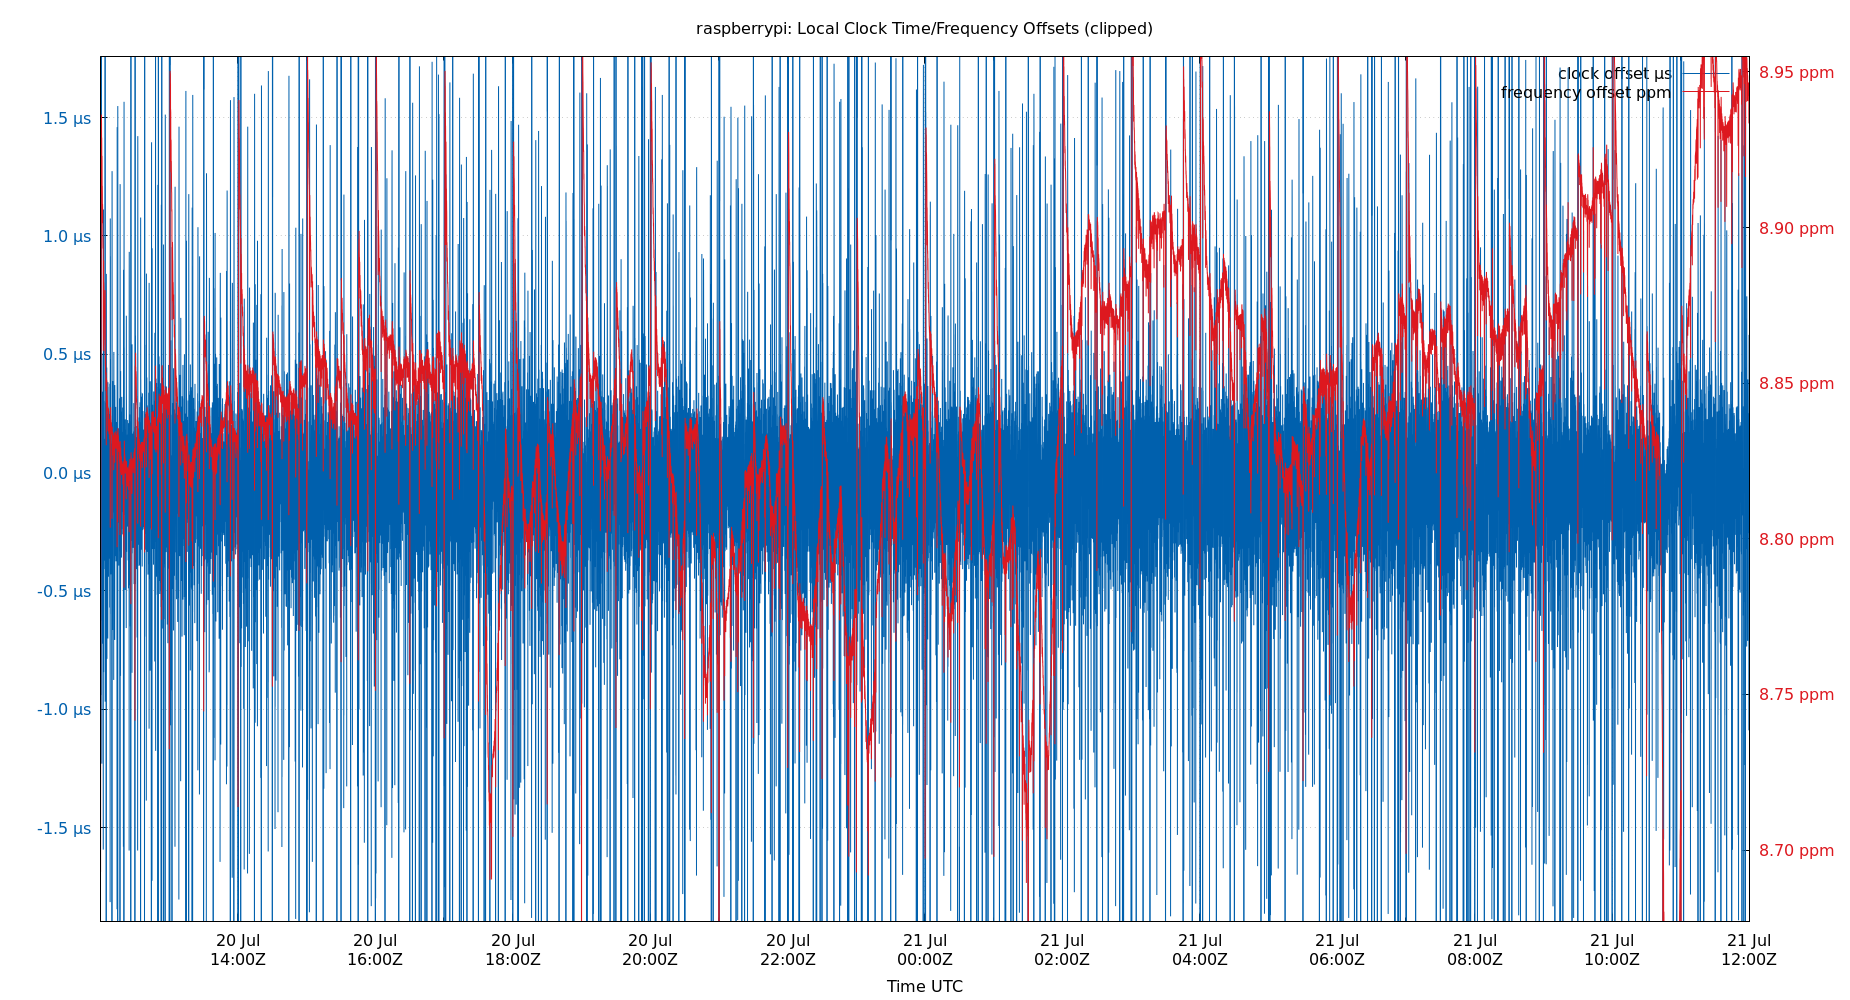 raspberrypi: Local Clock Time/Frequency Offsets (clipped)
clock offset µs
frequency offset ppm
1.5 µs
1.0 µs
0.5 µs
0.0 µs
-0.5 µs
-1.0 µs
-1.5 µs
8.95 ppm
8.90 ppm
8.85 ppm
8.80 ppm
8.75 ppm
8.70 ppm
20 Jul 20 Jul 20 Jul 20 Jul 20 Jul 21 Jul 21 Jul 21 Jul 21 Jul 21 Jul 21 Jul 21 Jul
14:00Z 16:00Z 18:00Z 20:00Z 22:00Z 00:00Z 02:00Z 04:00Z 06:00Z 08:00Z 10:00Z 12:00Z
Time UTC